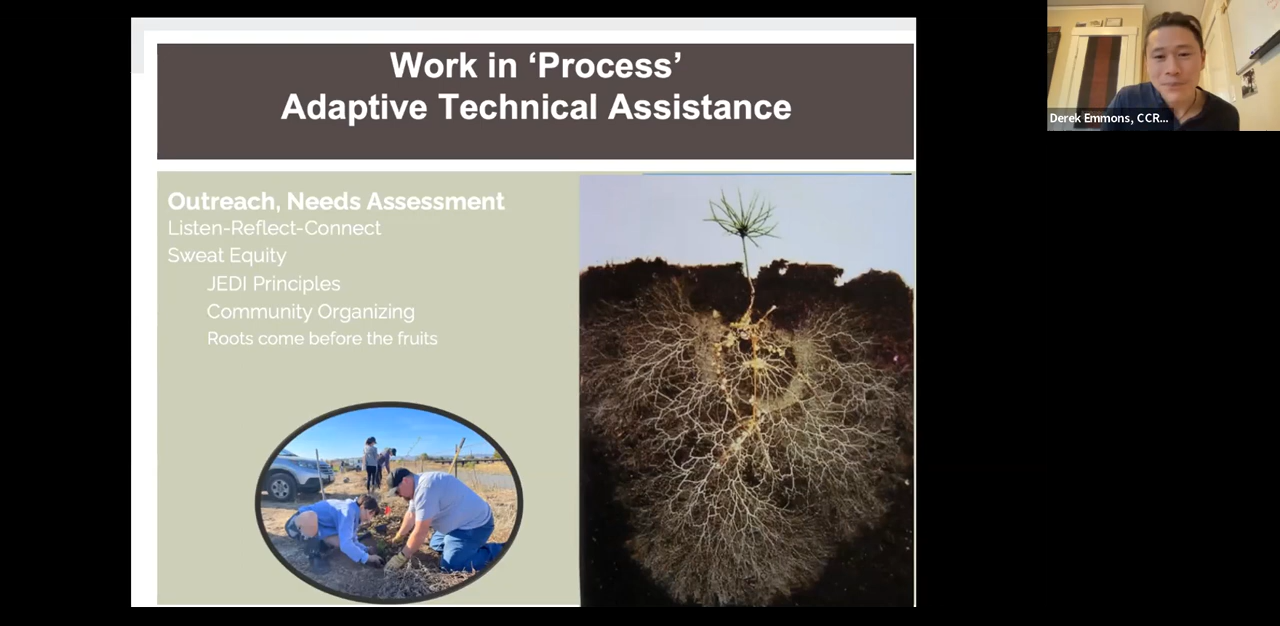 Work in ‘Process’
Adaptive Technical Assistance
Outreach, Needs Assessment
Listen-Reflect-Connect
Sweat Equity
JEDI Principles
Community Organizing
Roots come before the fruits
Derek Emmons, CCR...